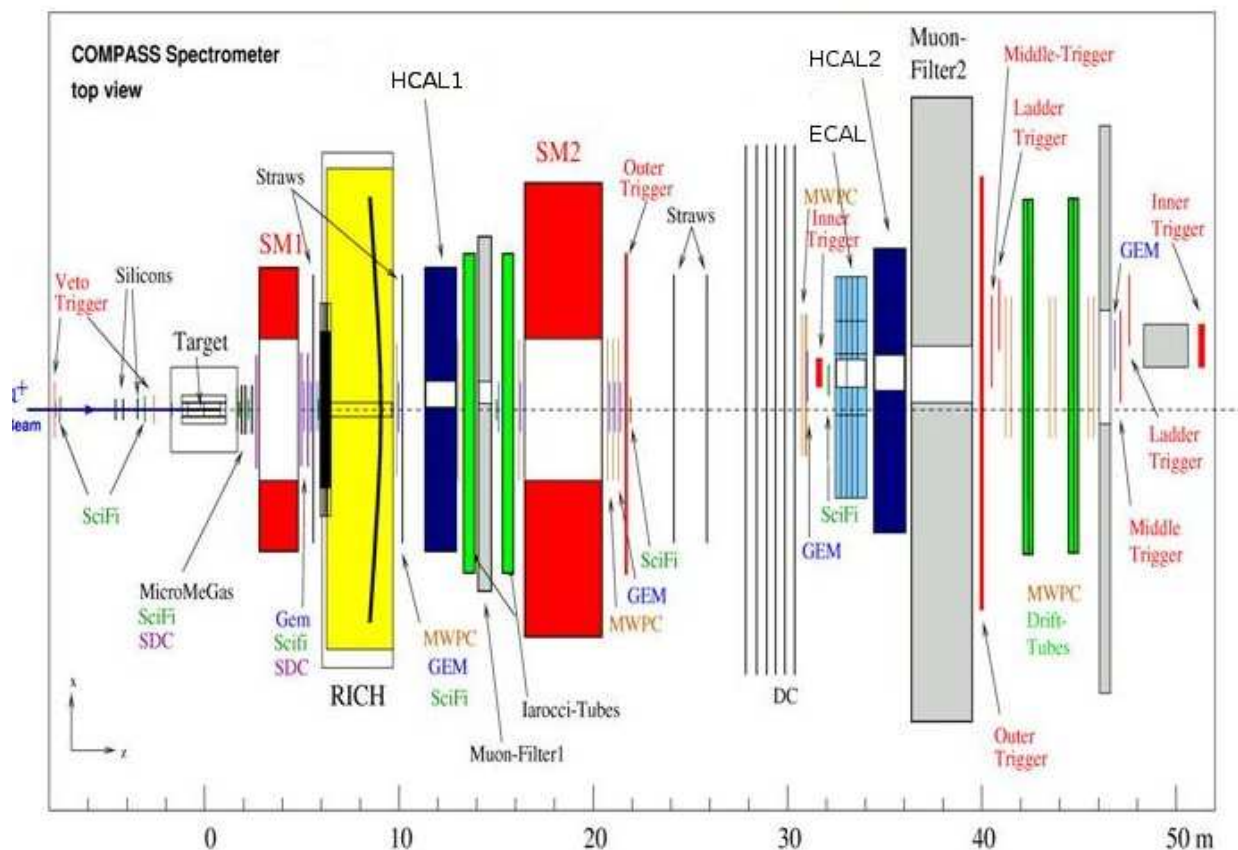 COMPASS Spectrometer
top view
HCAL1
HCAL2
Muon-
Filter2
Middle-Trigger
Ladder
Trigger
ECAL
SM2
Outer
Trigger
Straws
Straws
MWPC
Inner
Trigger
Inner
Trigger
SM1
GEM
Veto
Trigger
Silicons
Target
μ+
Beam
SciFi
MicroMeGas
SciFi
SDC
Gem
Scifi
SDC
RICH
MWPC
GEM
SciFi
Iarocci-Tubes
Muon-Filter1
SciFi
GEM
MWPC
DC
GEM
SciFi
Ladder
Trigger
Middle
Trigger
MWPC
Drift-
Tubes
Outer
Trigger
x
z
0 10 20 30 40 50 m